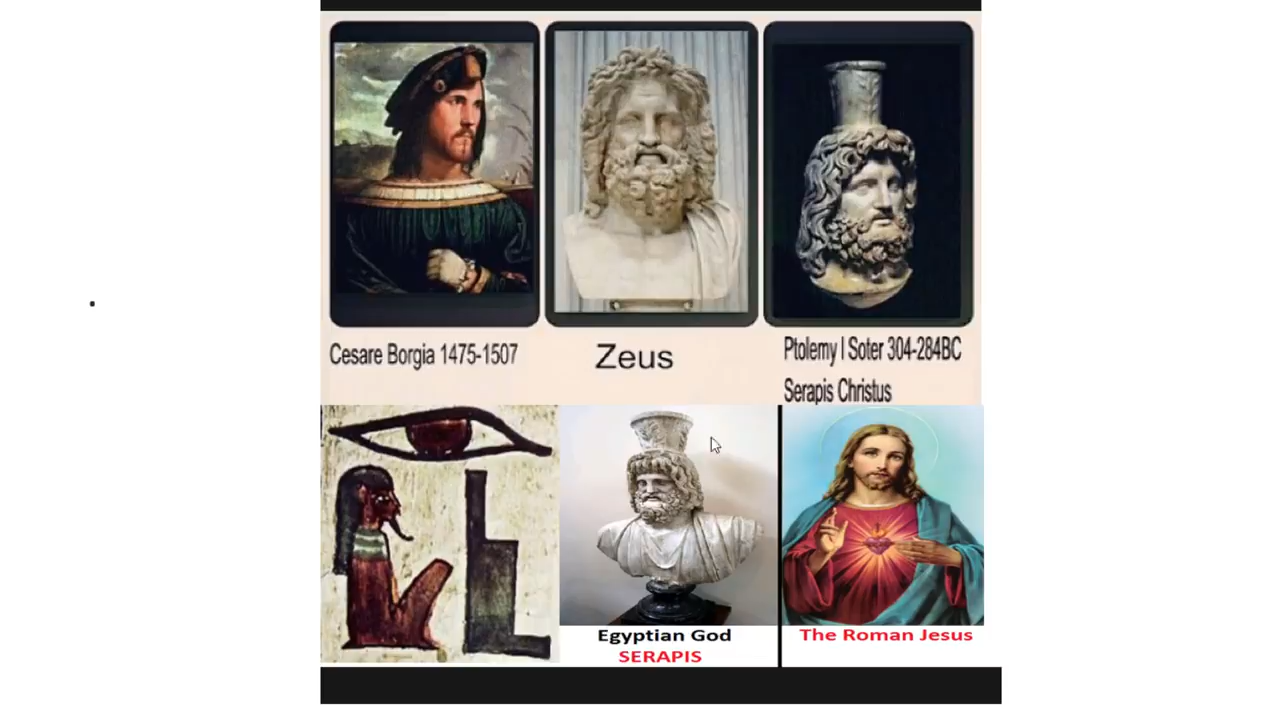 Cesare Borgia 1475-1507
Zeus
Ptolemy I Soter 304-284BC
Serapis Christus
Egyptian God
SERAPIS
The Roman Jesus